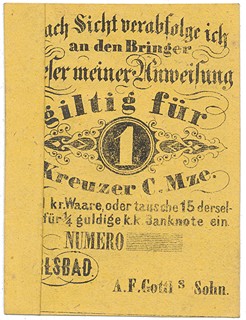 ach Sicht verabfolge ich
an den Bringer
eser meiner Anweisung
giltig für
1
Kreuzer C. Mze.
kr. Waare, oder tausche 15 dersel-
für ¼ guldige k.k Banknote ein
NUMERO
LSBAD
A. F. Gottl s Sohn.